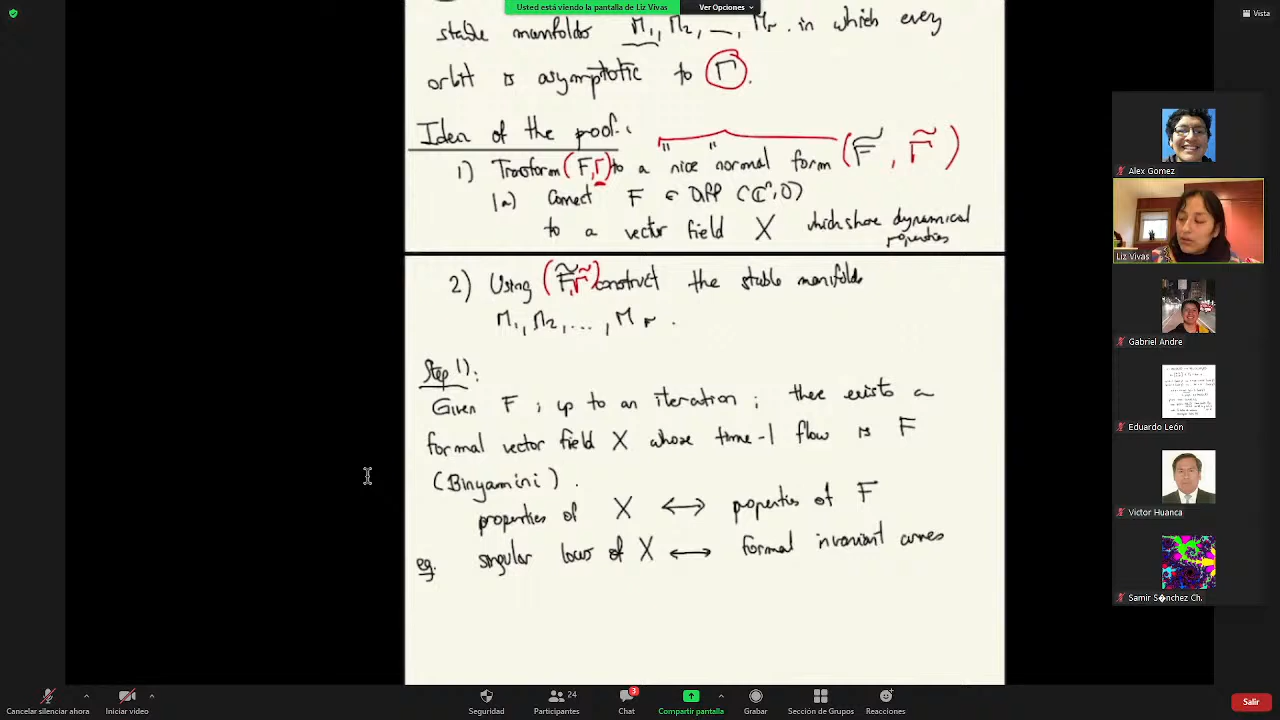 Usted está viendo la pantalla de Liz Vivas
Ver Opciones
Vista
stable manifolds M1, M2, ..., Mr. in which every
orbit is asymptotic to Γ.
Idea of the proof:
1) Transform (F,Γ) to a nice normal form (F̃, Γ̃)
1a) Connect F ∈ Diff (ℂⁿ,0)
to a vector field X which share dynamical
properties
2) Using (F̃,Γ̃) construct the stable manifolds
M1, M2, ..., Mr.
Step 1):
Given F, up to an iteration, there exists a
formal vector field X whose time-1 flow is F
(Binyamini).
properties of X ↔ properties of F
eg. singular locus of X ↔ formal invariant curves
Alex Gomez
Liz Vivas
Gabriel Andre
Eduardo León
Victor Huanca
Samir S�nchez Ch.
Cancelar silenciar ahora
Iniciar video
Seguridad
Participantes
24
Chat
3
Compartir pantalla
Grabar
Sección de Grupos
Reacciones
Salir